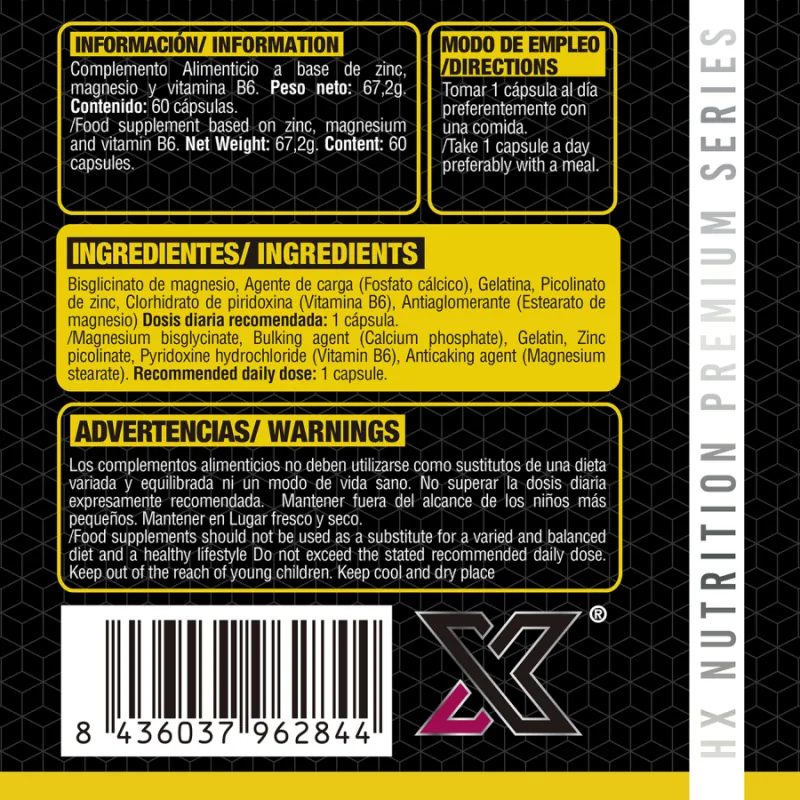 INFORMACIÓN/ INFORMATION
Complemento Alimenticio a base de zinc,
magnesio y vitamina B6. Peso neto: 67,2g.
Contenido: 60 cápsulas.
/Food supplement based on zinc, magnesium
and vitamin B6. Net Weight: 67,2g. Content: 60
capsules.
MODO DE EMPLEO
/DIRECTIONS
Tomar 1 cápsula al día
preferentemente con
una comida.
/Take 1 capsule a day
preferably with a meal.
INGREDIENTES/ INGREDIENTS
Bisglicinato de magnesio, Agente de carga (Fosfato cálcico), Gelatina, Picolinato
de zinc, Clorhidrato de piridoxina (Vitamina B6), Antiaglomerante (Estearato de
magnesio) Dosis diaria recomendada: 1 cápsula.
/Magnesium bisglycinate, Bulking agent (Calcium phosphate), Gelatin, Zinc
picolinate, Pyridoxine hydrochloride (Vitamin B6), Anticaking agent (Magnesium
stearate). Recommended daily dose: 1 capsule.
ADVERTENCIAS/ WARNINGS
Los complementos alimenticios no deben utilizarse como sustitutos de una dieta
variada y equilibrada ni un modo de vida sano. No superar la dosis diaria
expresamente recomendada. Mantener fuera del alcance de los niños más
pequeños. Mantener en Lugar fresco y seco.
/Food supplements should not be used as a substitute for a varied and balanced
diet and a healthy lifestyle Do not exceed the stated recommended daily dose.
Keep out of the reach of young children. Keep cool and dry place
8 436037 962844
®
HX NUTRITION PREMIUM SERIES